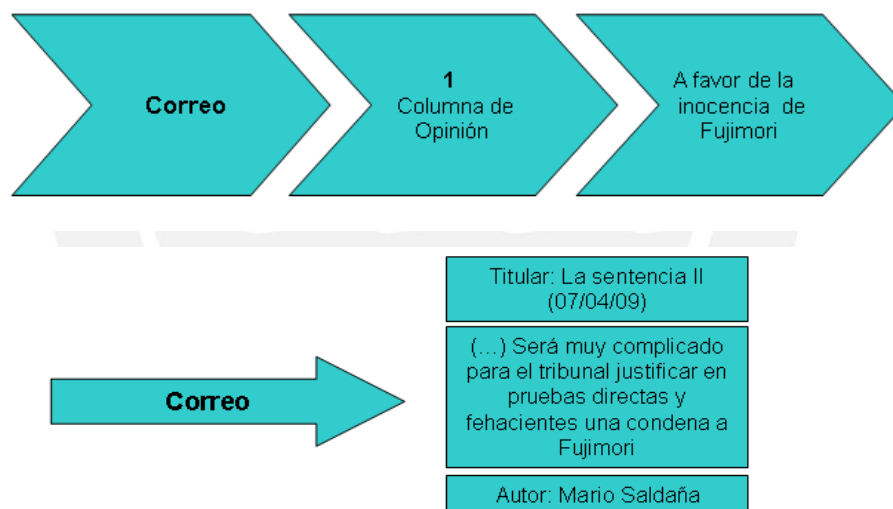 Correo
1
Columna de
Opinión
A favor de la
inocencia de
Fujimori
Titular: La sentencia II
(07/04/09)
Correo
(...) Será muy complicado
para el tribunal justificar en
pruebas directas y
fehacientes una condena a
Fujimori
Autor: Mario Saldaña